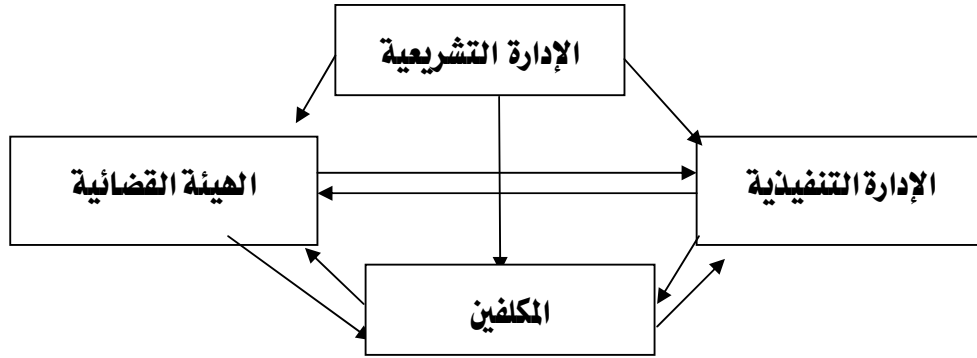 الإدارة التشريعية
الإدارة التنفيذية
الهيئة القضائية
المكلفين